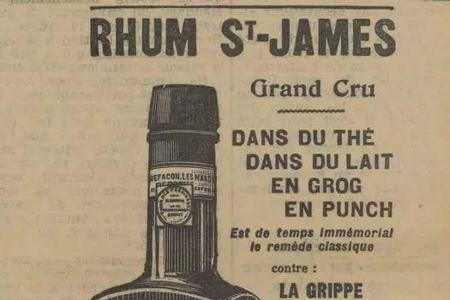 RHUM ST-JAMES
Grand Cru
DANS DU THÉ
DANS DU LAIT
EN GROG
EN PUNCH
Est de temps immémorial
le remède classique
contre :
LA GRIPPE